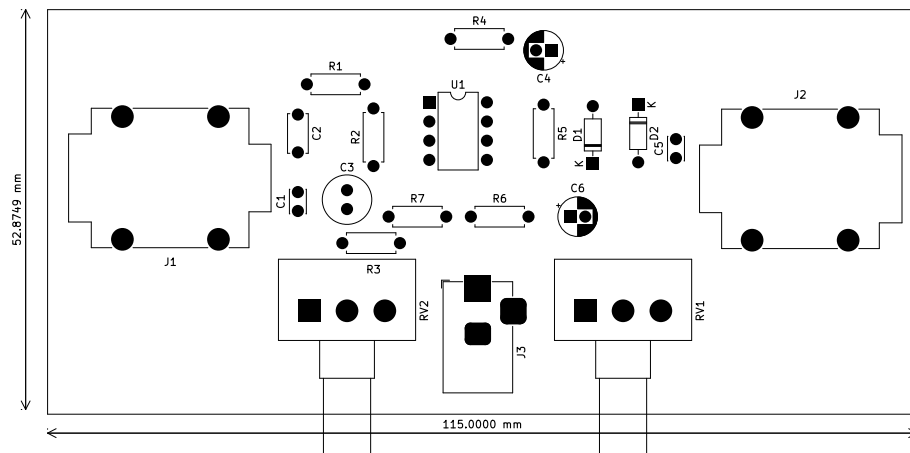 R4
C4
+
R1
U1
J2
K
C2
R2
R5
D1
D2
C5
K
C3
C1
R7
R6
C6
+
52.8749 mm
J1
R3
RV2
RV1
J3
115.0000 mm